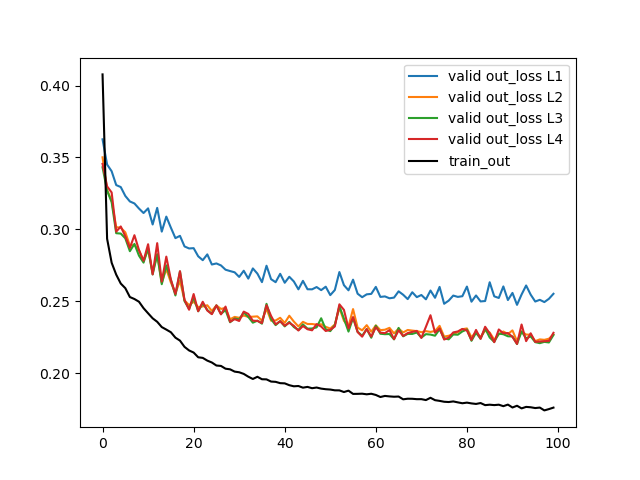 valid out_loss L1
valid out_loss L2
valid out_loss L3
valid out_loss L4
train_out
0.40
0.35
0.30
0.25
0.20
0 20 40 60 80 100